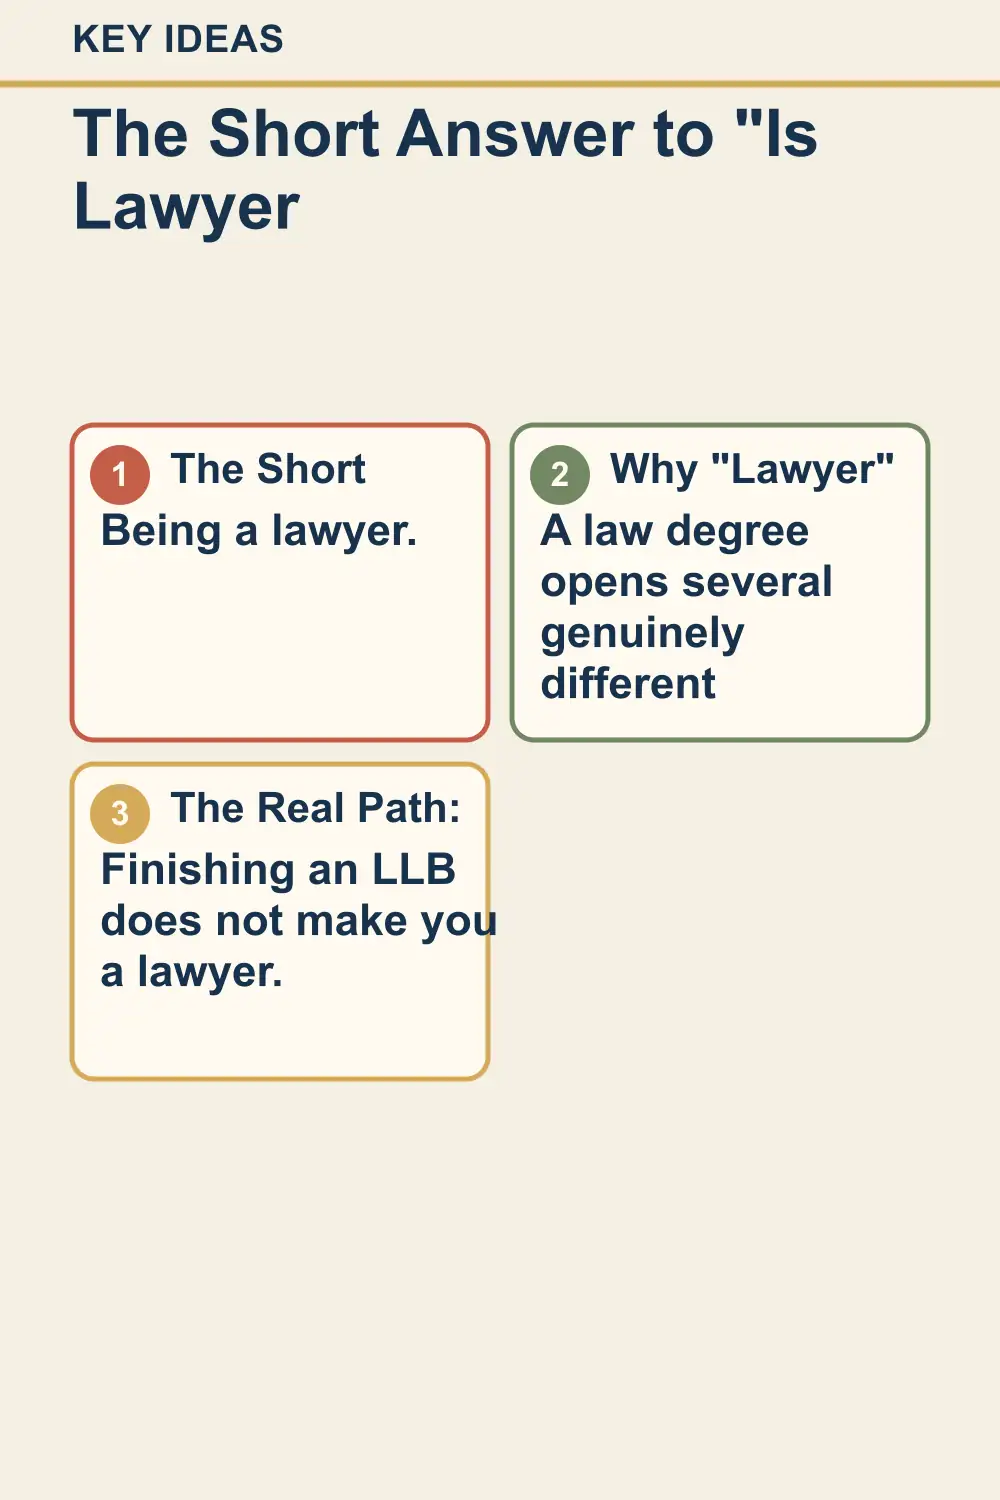 KEY IDEAS
The Short Answer to "Is
Lawyer
1 The Short
Being a lawyer.
2 Why "Lawyer"
A law degree
opens several
genuinely
different
3 The Real Path:
Finishing an LLB
does not make you
a lawyer.